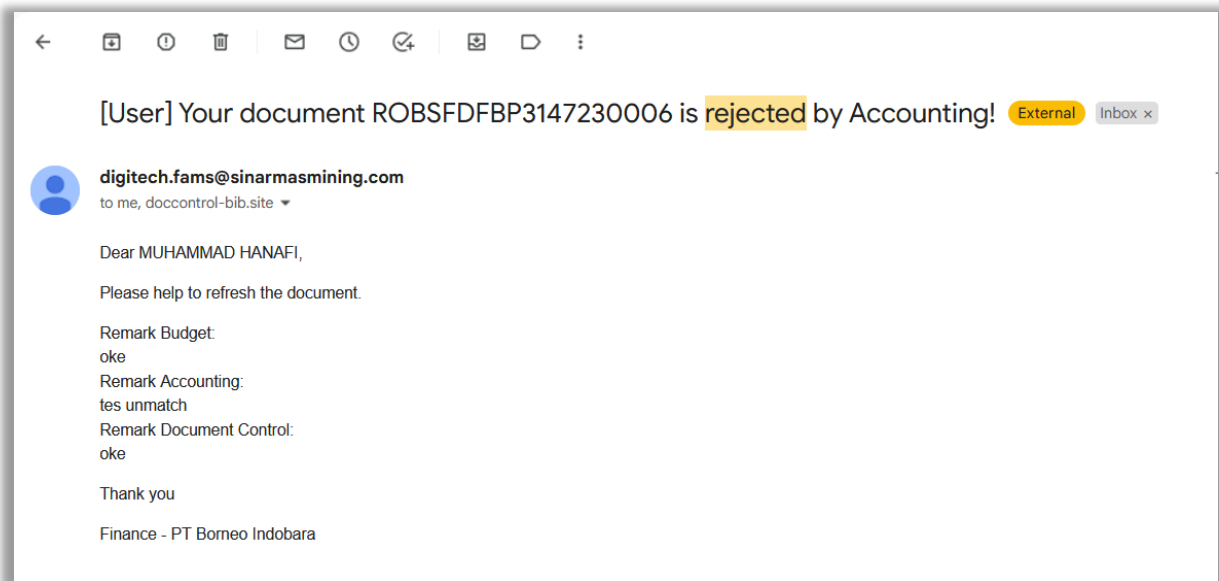 [User] Your document ROBSFDFBP3147230006 is rejected by Accounting! External Inbox ×
digitech.fams@sinarmasmining.com
to me, doccontrol-bib.site
Dear MUHAMMAD HANAFI,
Please help to refresh the document.
Remark Budget:
oke
Remark Accounting:
tes unmatch
Remark Document Control:
oke
Thank you
Finance - PT Borneo Indobara